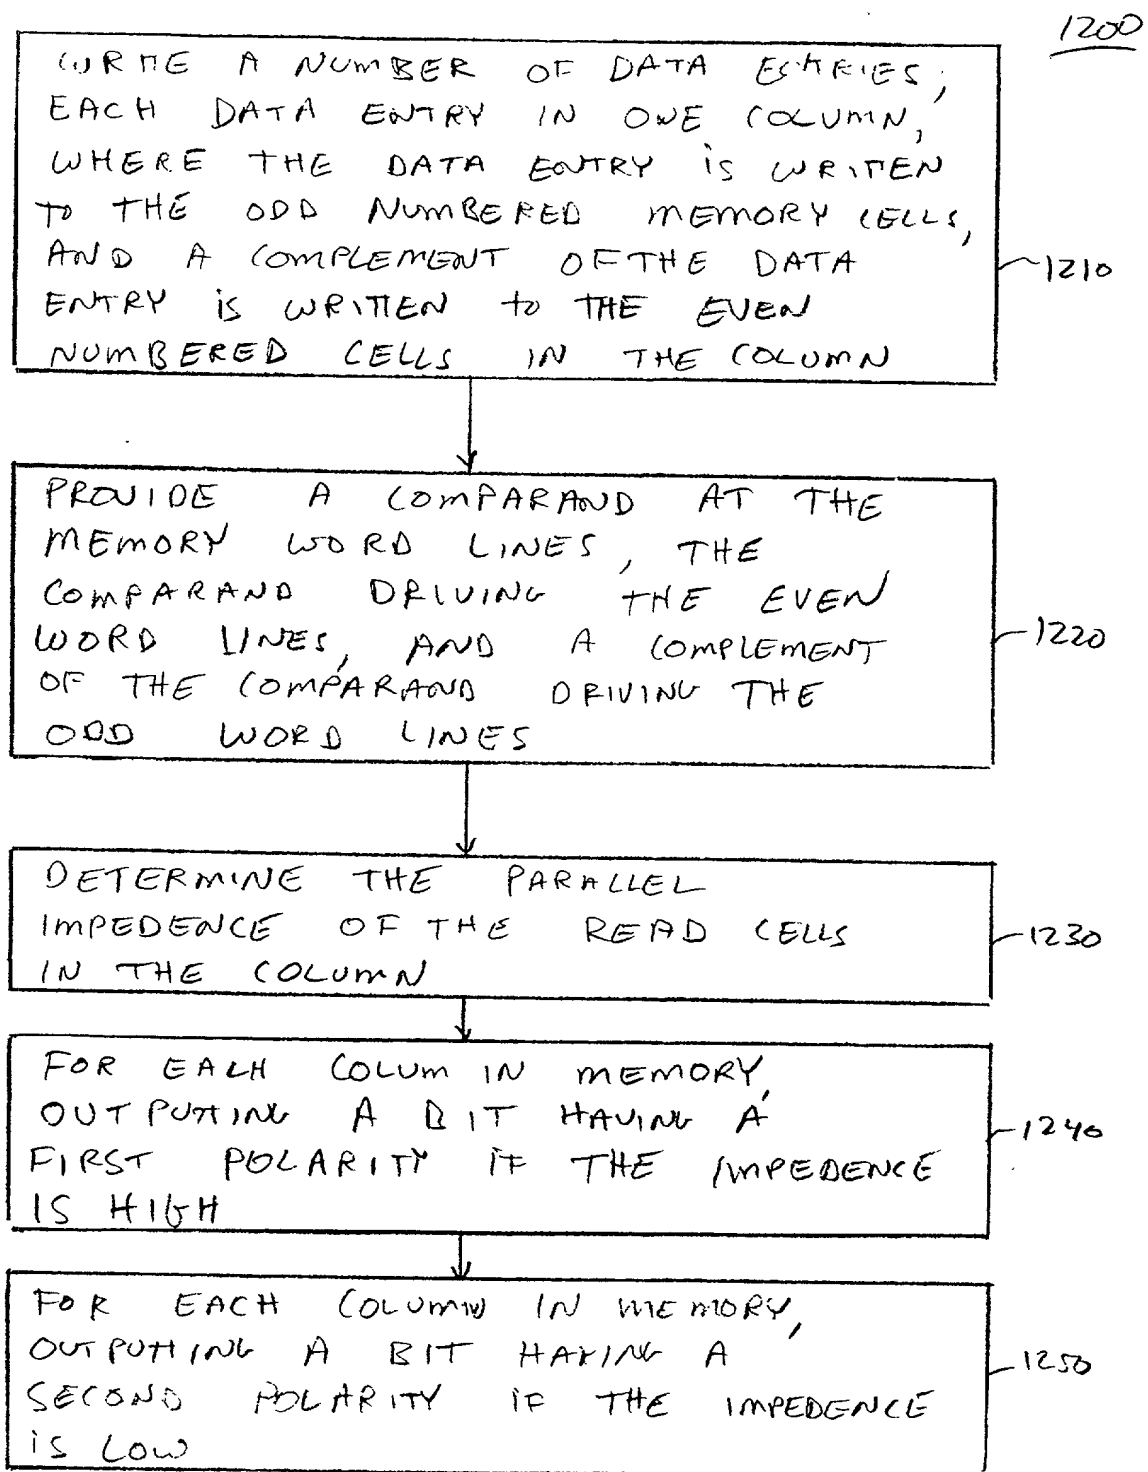 1200
WRITE A NUMBER OF DATA ENTRIES,
EACH DATA ENTRY IN ONE COLUMN,
WHERE THE DATA ENTRY is WRITTEN
to THE ODD NUMBERED MEMORY CELLS,
AND A COMPLEMENT OF THE DATA
ENTRY is WRITTEN to THE EVEN
NUMBERED CELLS IN THE COLUMN
1210
PROVIDE A COMPARAND AT THE
MEMORY WORD LINES, THE
COMPARAND DRIVING THE EVEN
WORD LINES, AND A COMPLEMENT
OF THE COMPARAND DRIVING THE
ODD WORD LINES
1220
DETERMINE THE PARALLEL
IMPEDENCE OF THE READ CELLS
IN THE COLUMN
1230
FOR EACH COLUM IN MEMORY,
OUTPUTTING A BIT HAVING A
FIRST POLARITY IF THE IMPEDENCE
IS HIGH
1240
FOR EACH COLUMN IN MEMORY,
OUTPUTTING A BIT HAVING A
SECOND POLARITY IF THE IMPEDENCE
is LOW
1250